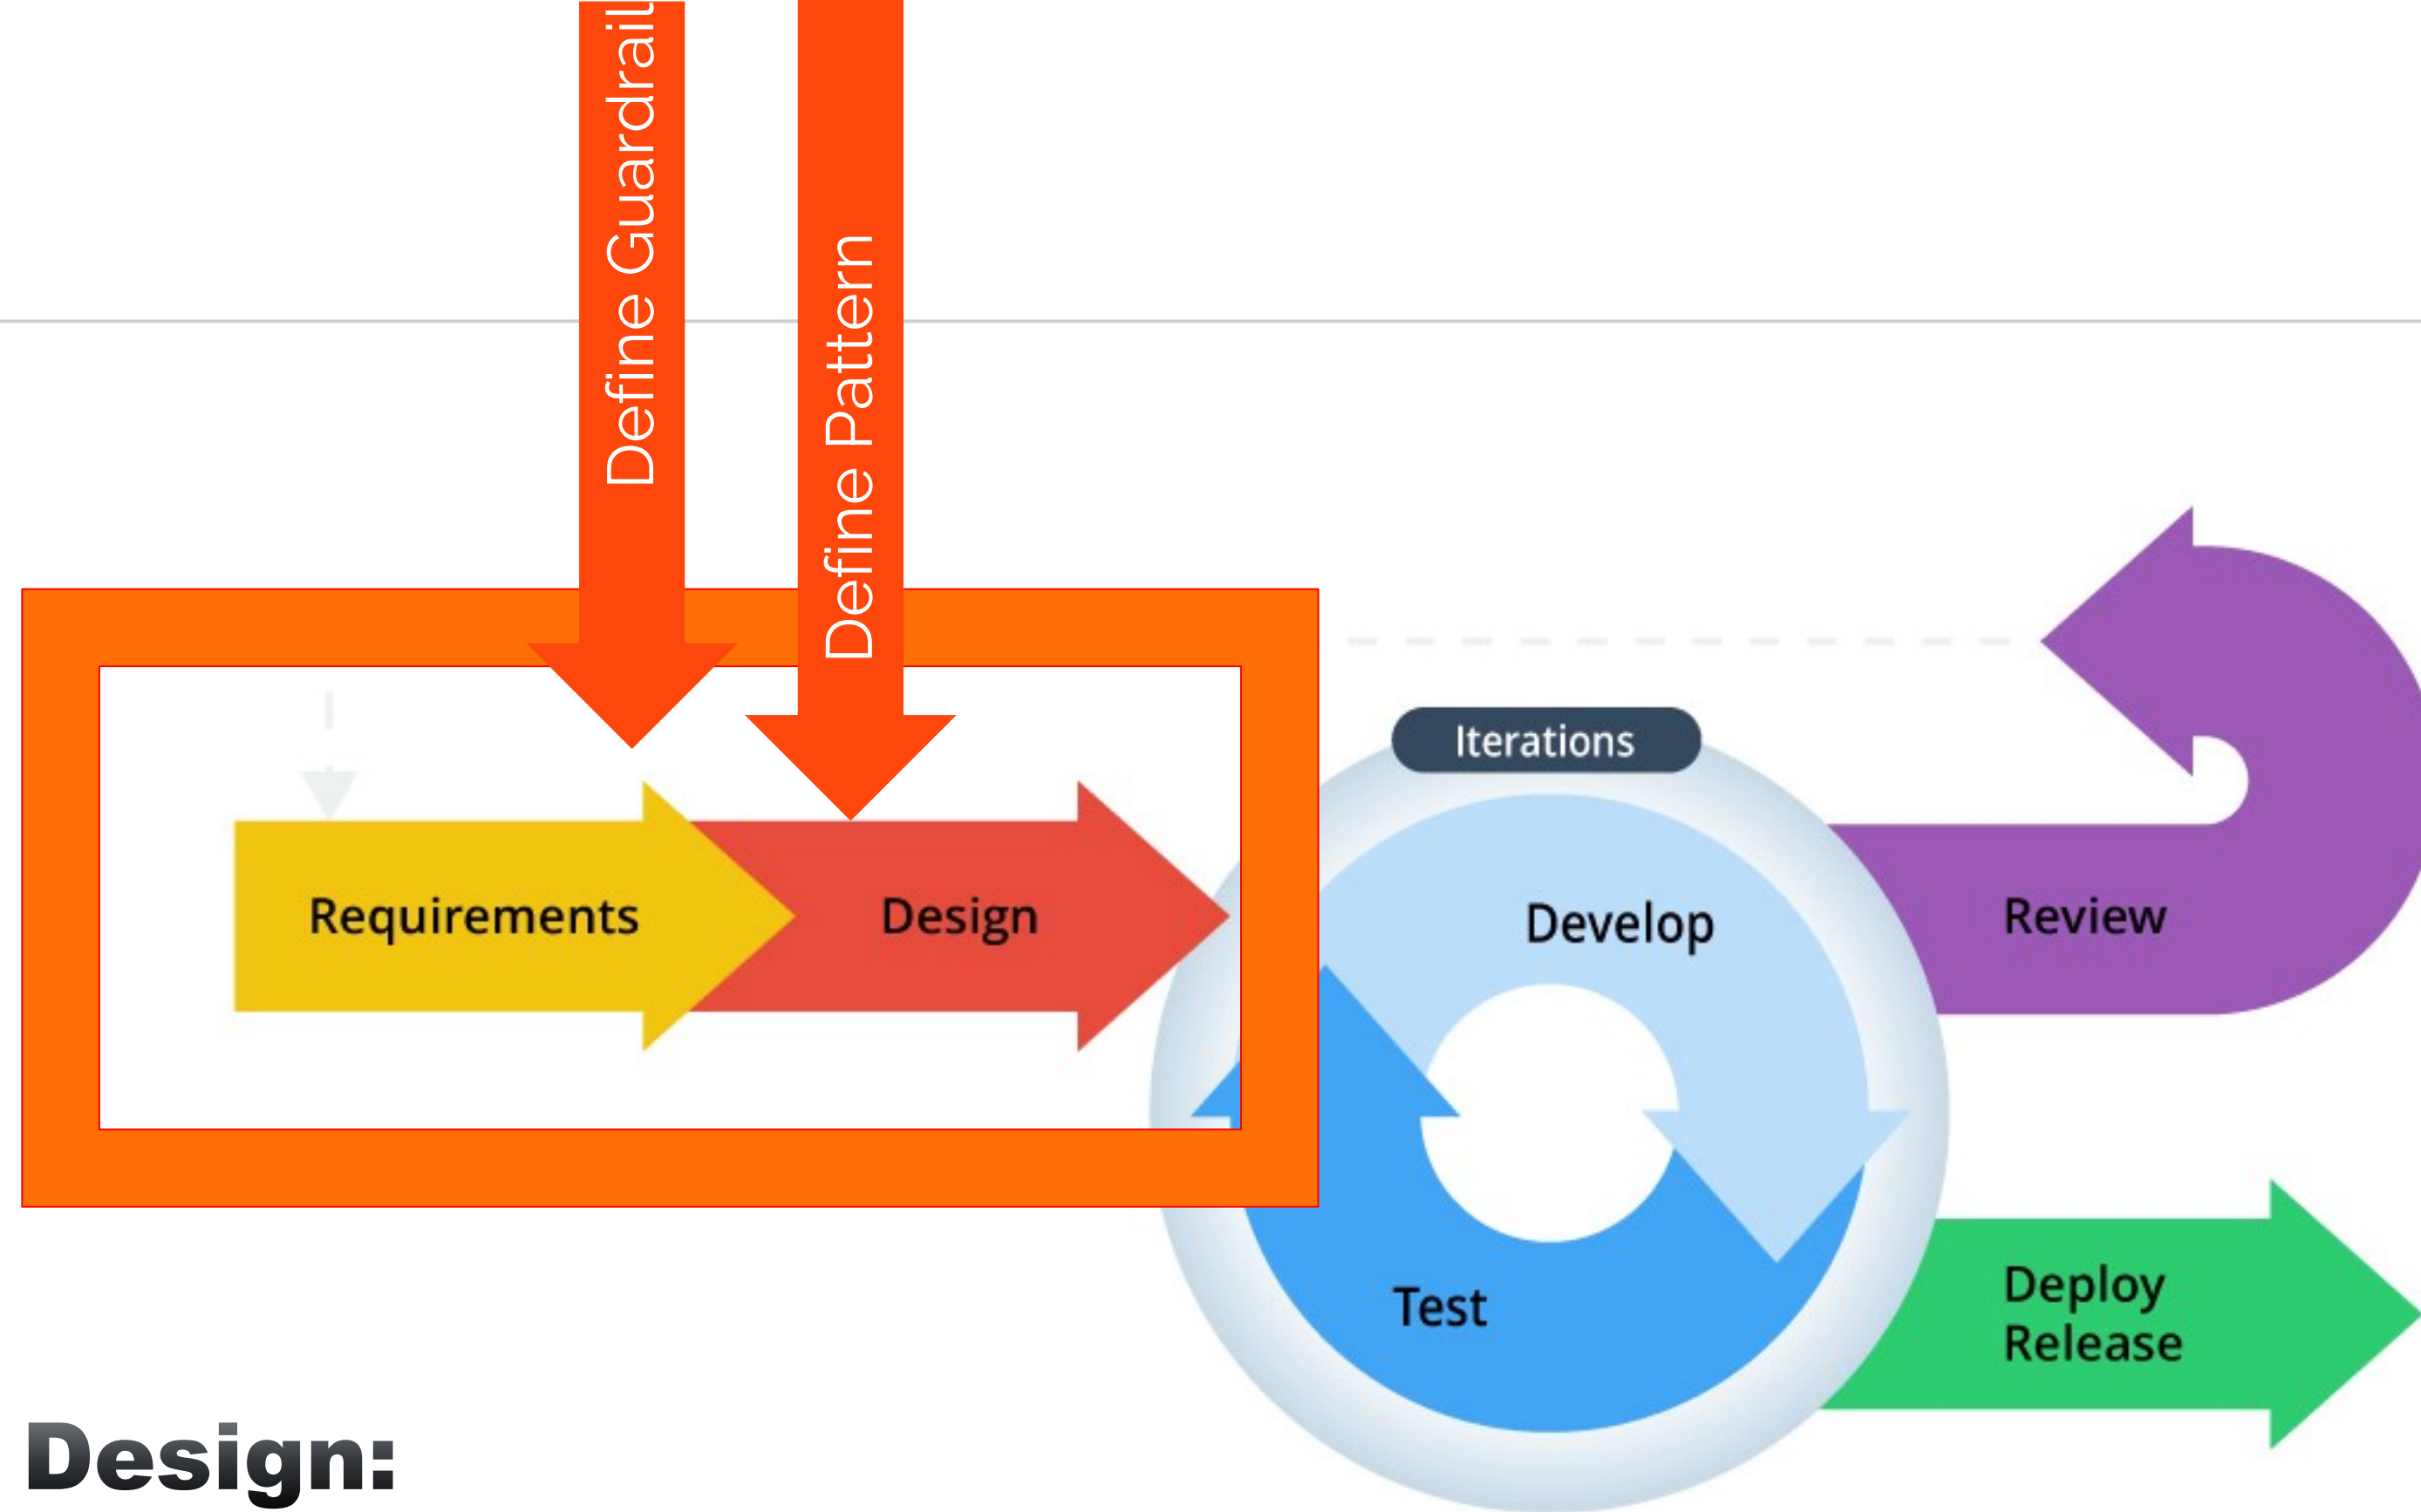 Define Guardrail
Define Pattern
Iterations
Requirements
Design
Develop
Review
Test
Deploy
Release
Design: